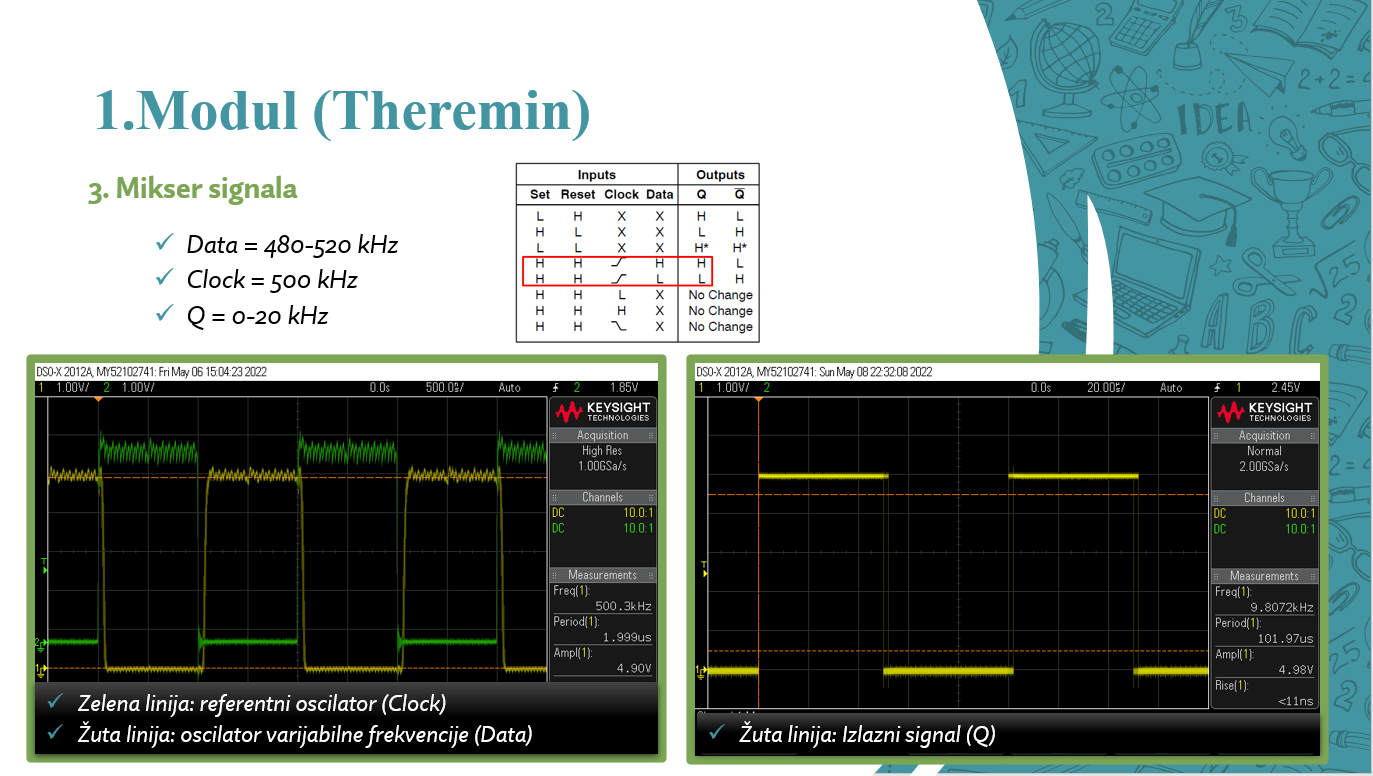 1.Modul (Theremin)
3. Mikser signala
✓ Data = 480-520 kHz
✓ Clock = 500 kHz
✓ Q = 0-20 kHz
Inputs Outputs
Set Reset Clock Data Q Q̅
L H X X H L
H L X X L H
L L X X H* H*
H H H H L
H H L L H
H H L X No Change
H H H X No Change
H H X No Change
DSO-X 2012A, MY52102741: Fri May 06 15:04:23 2022
1 1.00V/ 2 1.00V/ 0.0s 500.0ns/ Auto 2 1.85V
KEYSIGHT
TECHNOLOGIES
Acquisition
High Res
1.00GSa/s
Channels
DC 10.0:1
DC 10.0:1
Measurements
Freq(1):
500.3kHz
Period(1):
1.999us
Ampl(1):
4.90V
✓ Zelena linija: referentni oscilator (Clock)
✓ Žuta linija: oscilator varijabilne frekvencije (Data)
DSO-X 2012A, MY52102741: Sun May 08 22:32:08 2022
1 1.00V/ 2 0.0s 20.00us/ Auto 1 2.45V
KEYSIGHT
TECHNOLOGIES
Acquisition
Normal
2.00GSa/s
Channels
DC 10.0:1
DC 10.0:1
Measurements
Freq(1):
9.8072kHz
Period(1):
101.97us
Ampl(1):
4.98V
Rise(1):
<11ns
✓ Žuta linija: Izlazni signal (Q)
IDEA
2+2=4
A B C